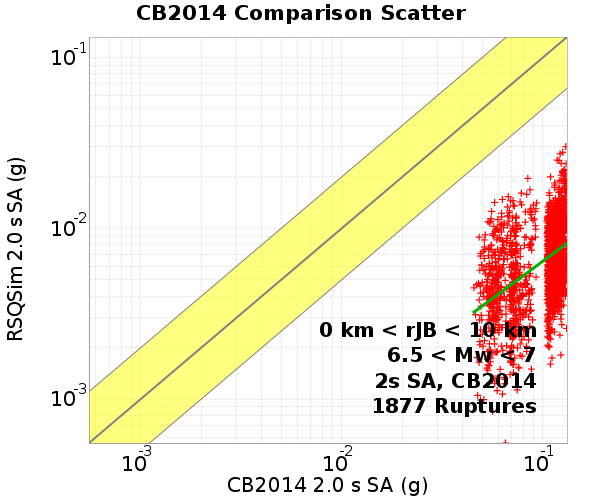 CB2014 Comparison Scatter
RSQSim 2.0 s SA (g)
10-1
10-2
10-3
0 km < rJB < 10 km
6.5 < Mw < 7
2s SA, CB2014
1877 Ruptures
10-3 10-2 10-1
CB2014 2.0 s SA (g)